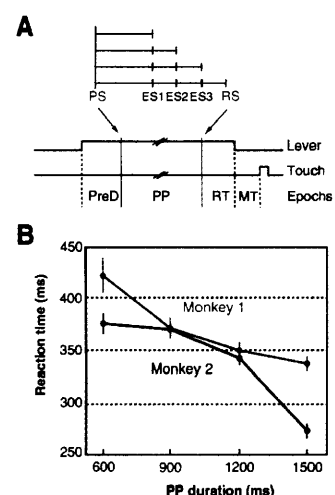 A
PS ES1 ES2 ES3 RS
Lever
Touch
PreD PP RT MT Epochs
B
450
400
350
300
250
Reaction time (ms)
Monkey 1
Monkey 2
600 900 1200 1500
PP duration (ms)